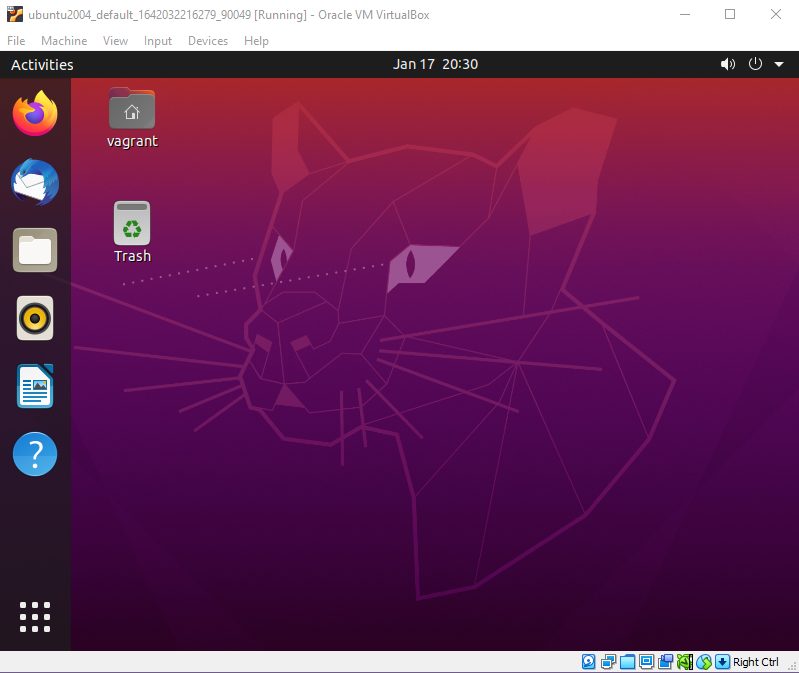 ubuntu2004_default_1642032216279_90049 [Running] - Oracle VM VirtualBox
File Machine View Input Devices Help
Activities Jan 17 20:30
vagrant
Trash
?
Right Ctrl